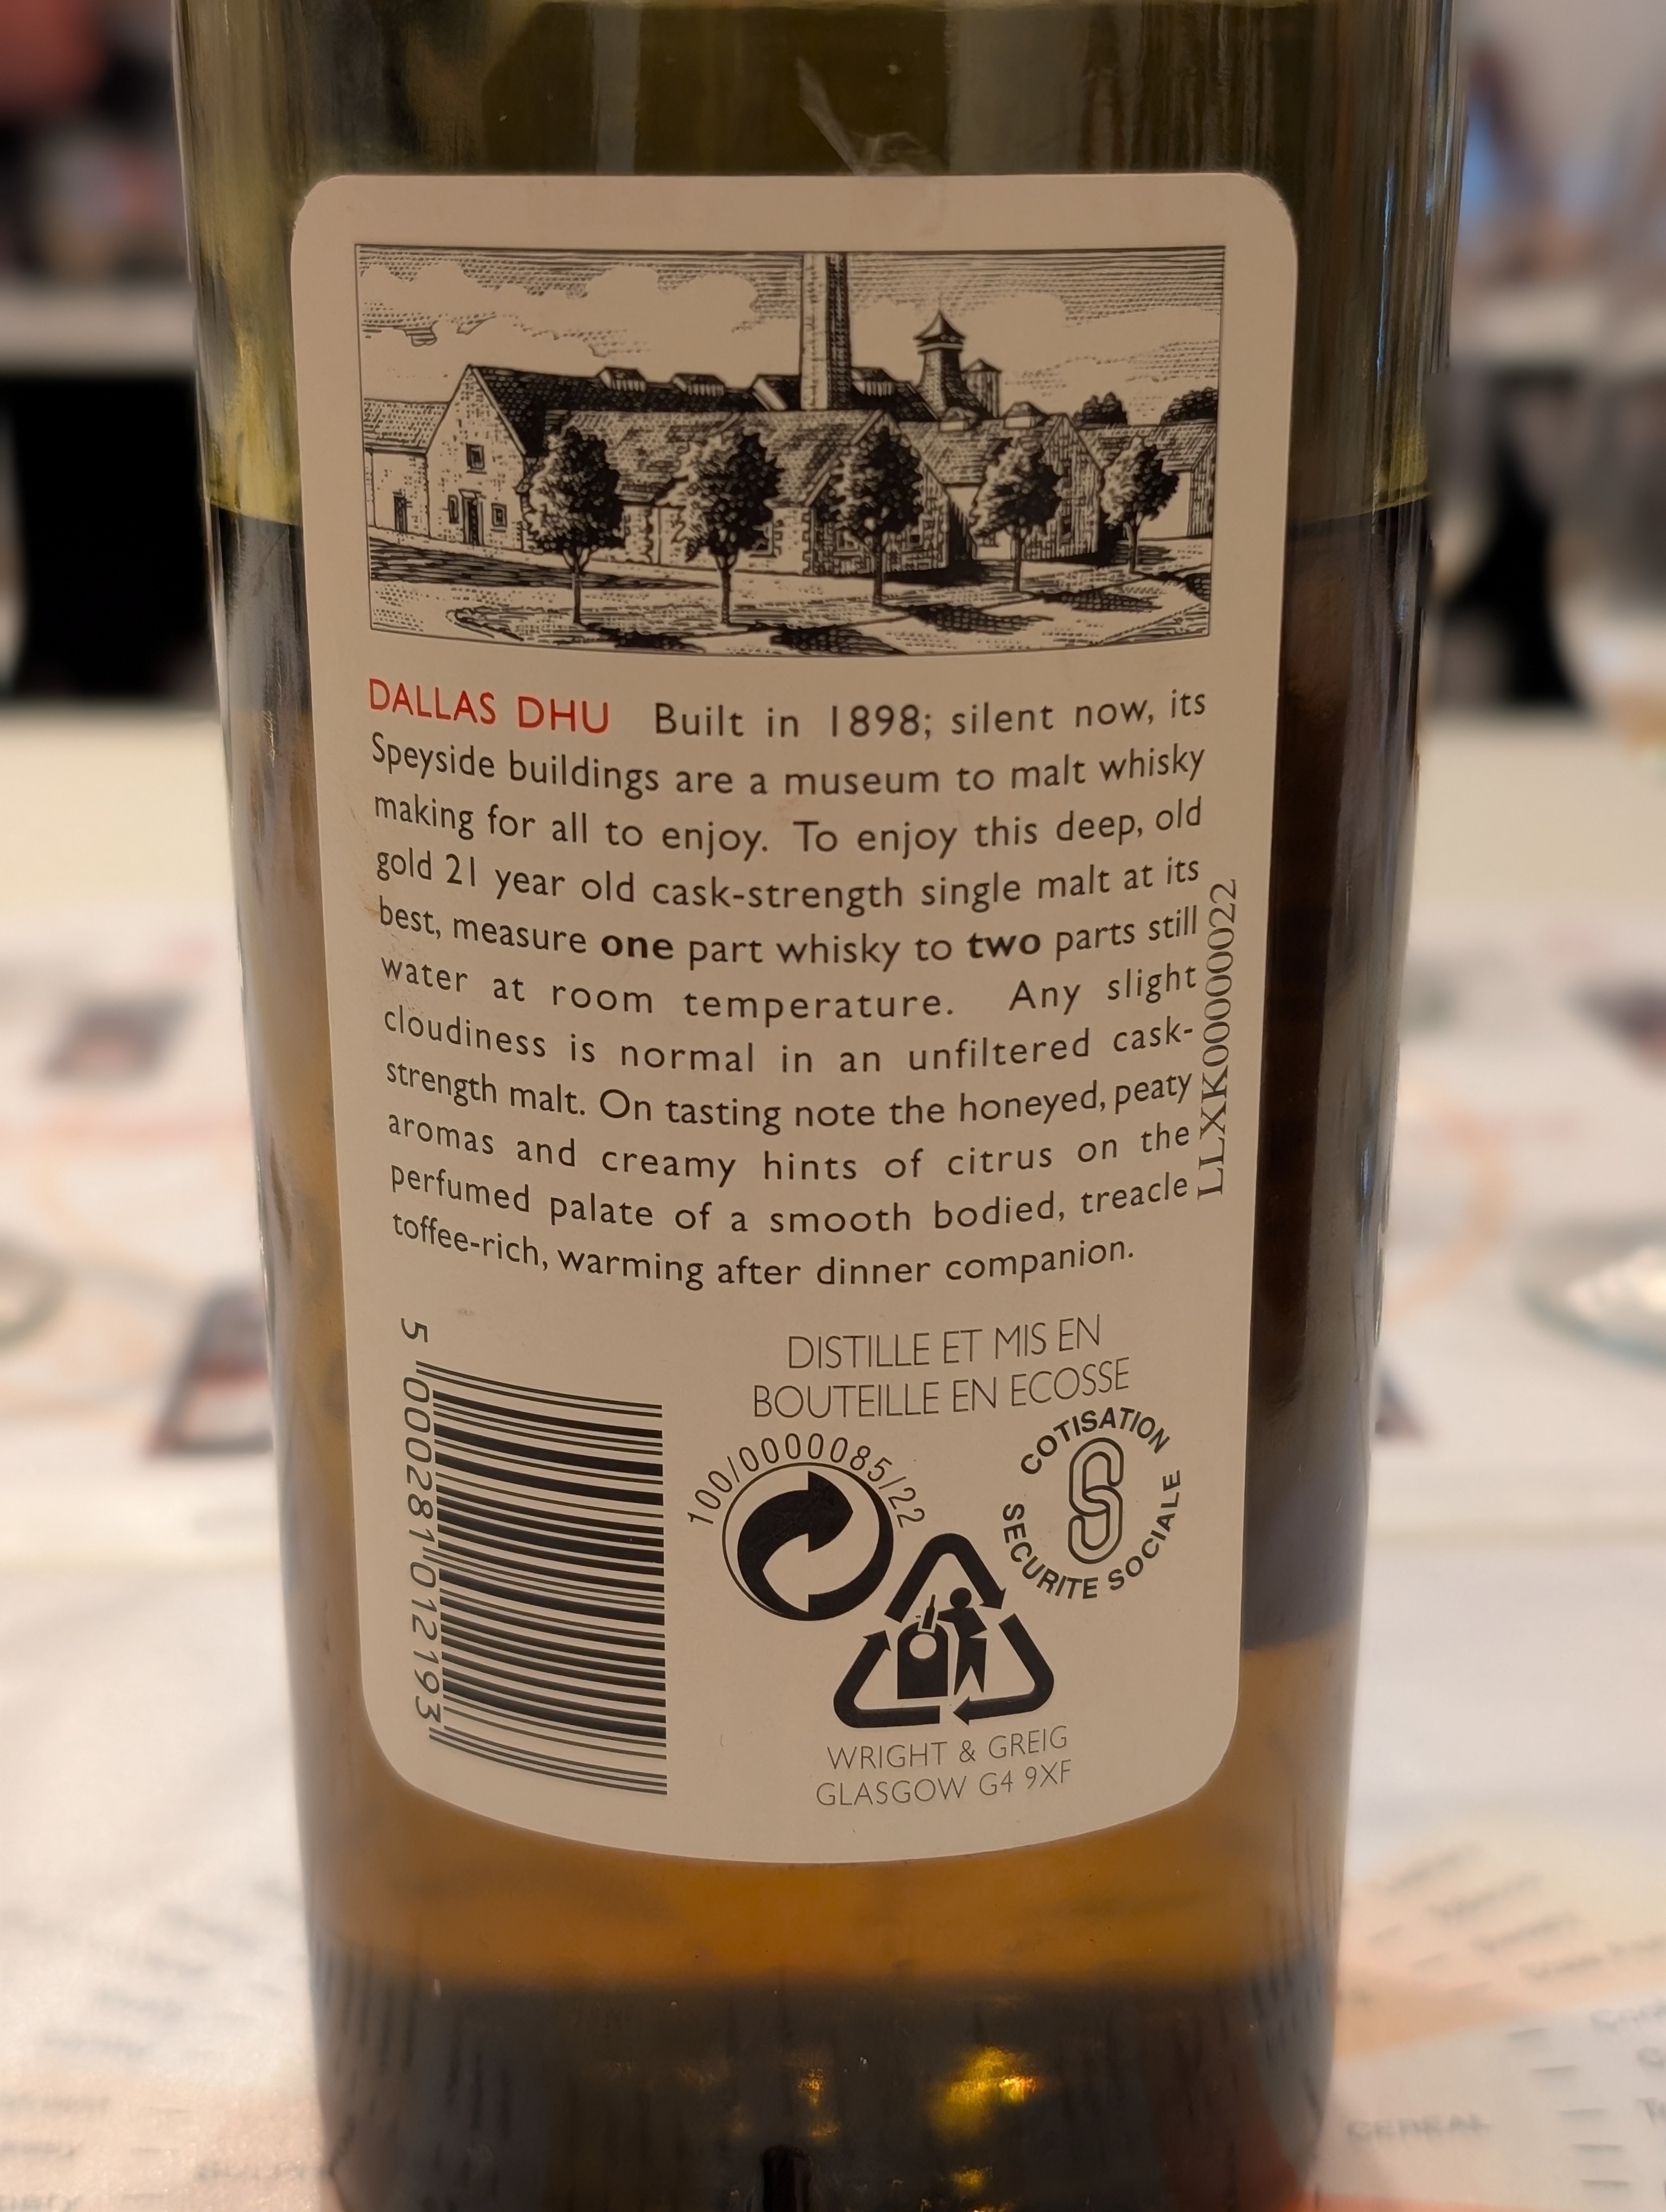 DALLAS DHU Built in 1898; silent now, its
Speyside buildings are a museum to malt whisky
making for all to enjoy. To enjoy this deep, old
gold 21 year old cask-strength single malt at its
best, measure one part whisky to two parts still
water at room temperature. Any slight
cloudiness is normal in an unfiltered cask-
strength malt. On tasting note the honeyed, peaty
aromas and creamy hints of citrus on the
perfumed palate of a smooth bodied, treacle
toffee-rich, warming after dinner companion.
LLXK00000022
DISTILLE ET MIS EN
BOUTEILLE EN ECOSSE
5 000281 012193
100/0000085/22
COTISATION
SECURITE SOCIALE
WRIGHT & GREIG
GLASGOW G4 9XF
CEREAL